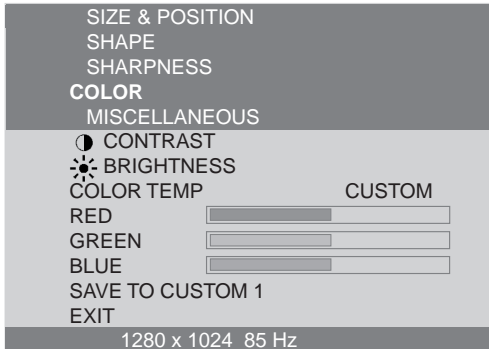 SIZE & POSITION
SHAPE
SHARPNESS
COLOR
MISCELLANEOUS
CONTRAST
BRIGHTNESS
COLOR TEMP CUSTOM
RED
GREEN
BLUE
SAVE TO CUSTOM 1
EXIT
1280 x 1024 85 Hz